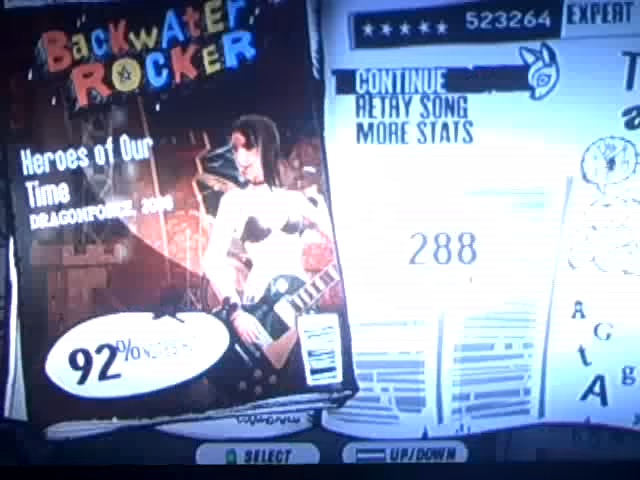 BACKWATER
ROCKER
Heroes of Our
Time
DRAGONFORCE,
92%
523264
EXPERT
CONTINUE
RETRY SONG
MORE STATS
288
SELECT
UP/DOWN